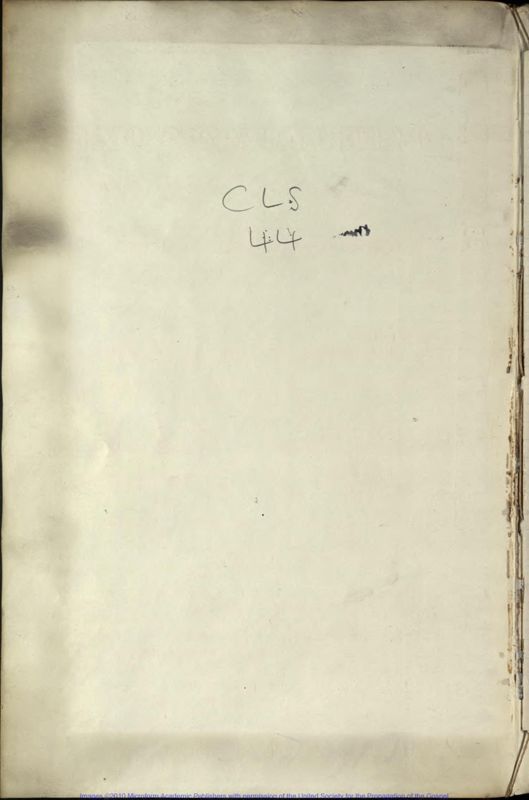 CLS
44
Images ©2010 Microform Academic Publishers with permission of the United Society for the Propagation of the Gospel